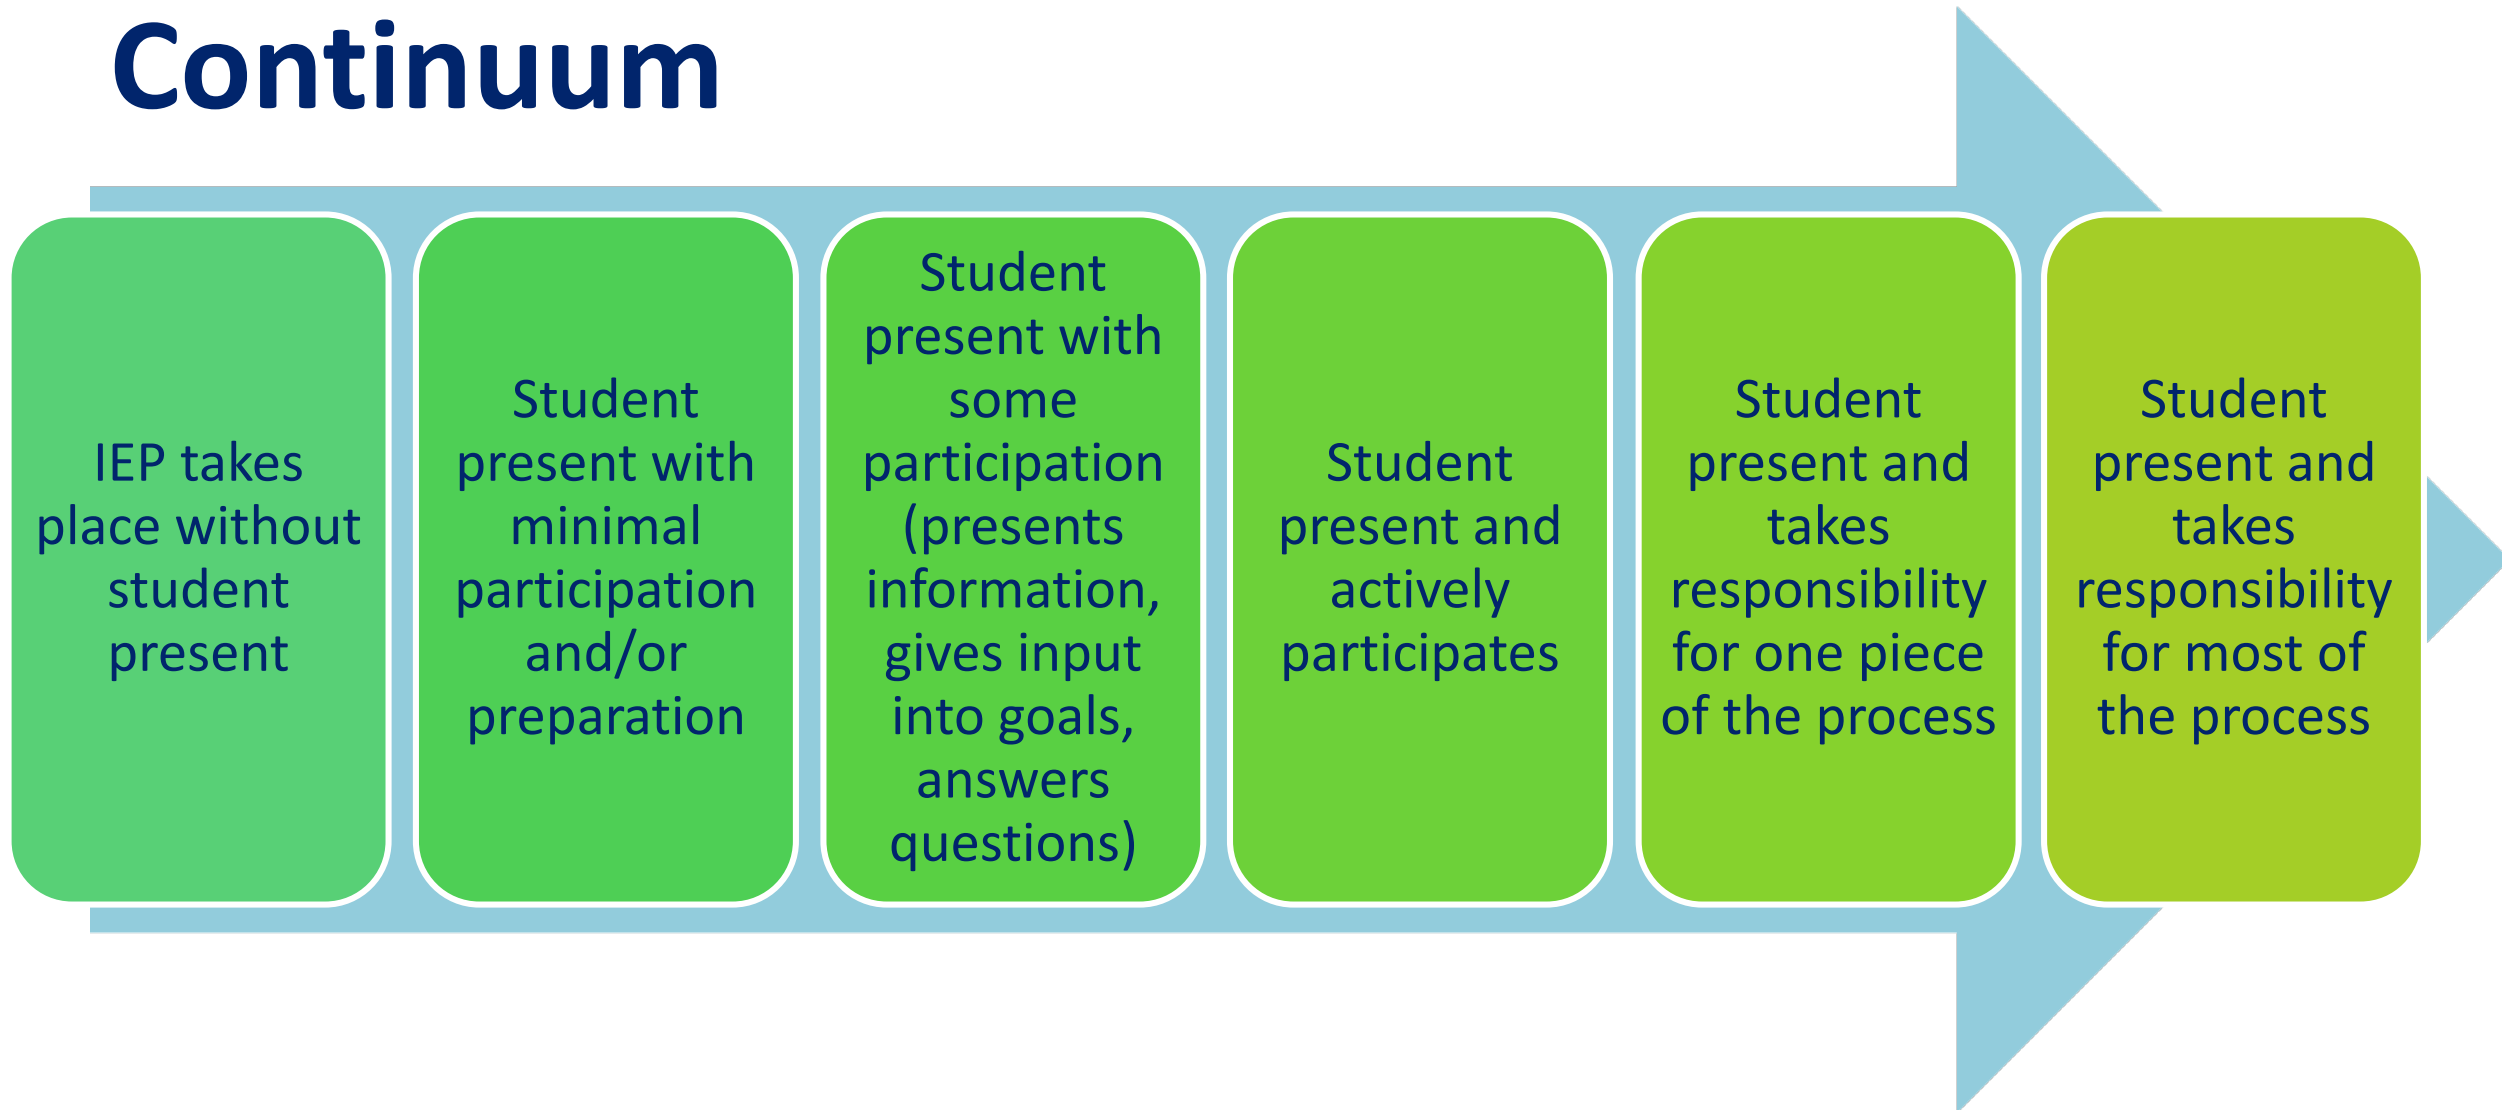 Continuum
IEP takes
place without
student
present
Student
present with
minimal
participation
and/or
preparation
Student
present with
some
participation
(presents
information,
gives input
into goals,
answers
questions)
Student
present and
actively
participates
Student
present and
takes
responsibility
for one piece
of the process
Student
present and
takes
responsibility
for most of
the process